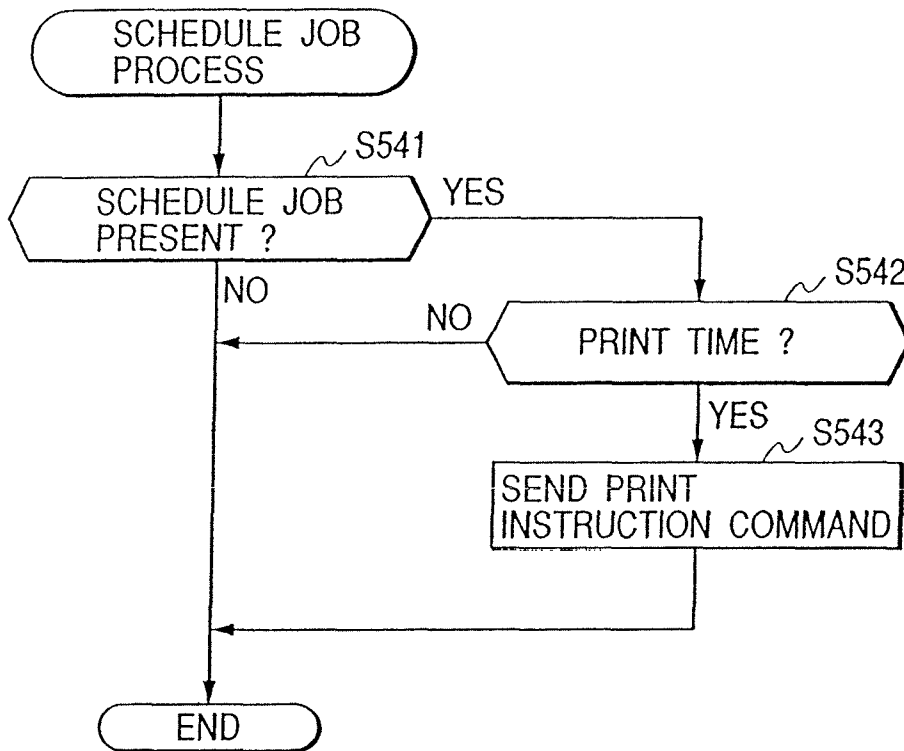 SCHEDULE JOB
PROCESS
S541
SCHEDULE JOB
PRESENT ?
YES
NO
S542
NO
PRINT TIME ?
YES
S543
SEND PRINT
INSTRUCTION COMMAND
END